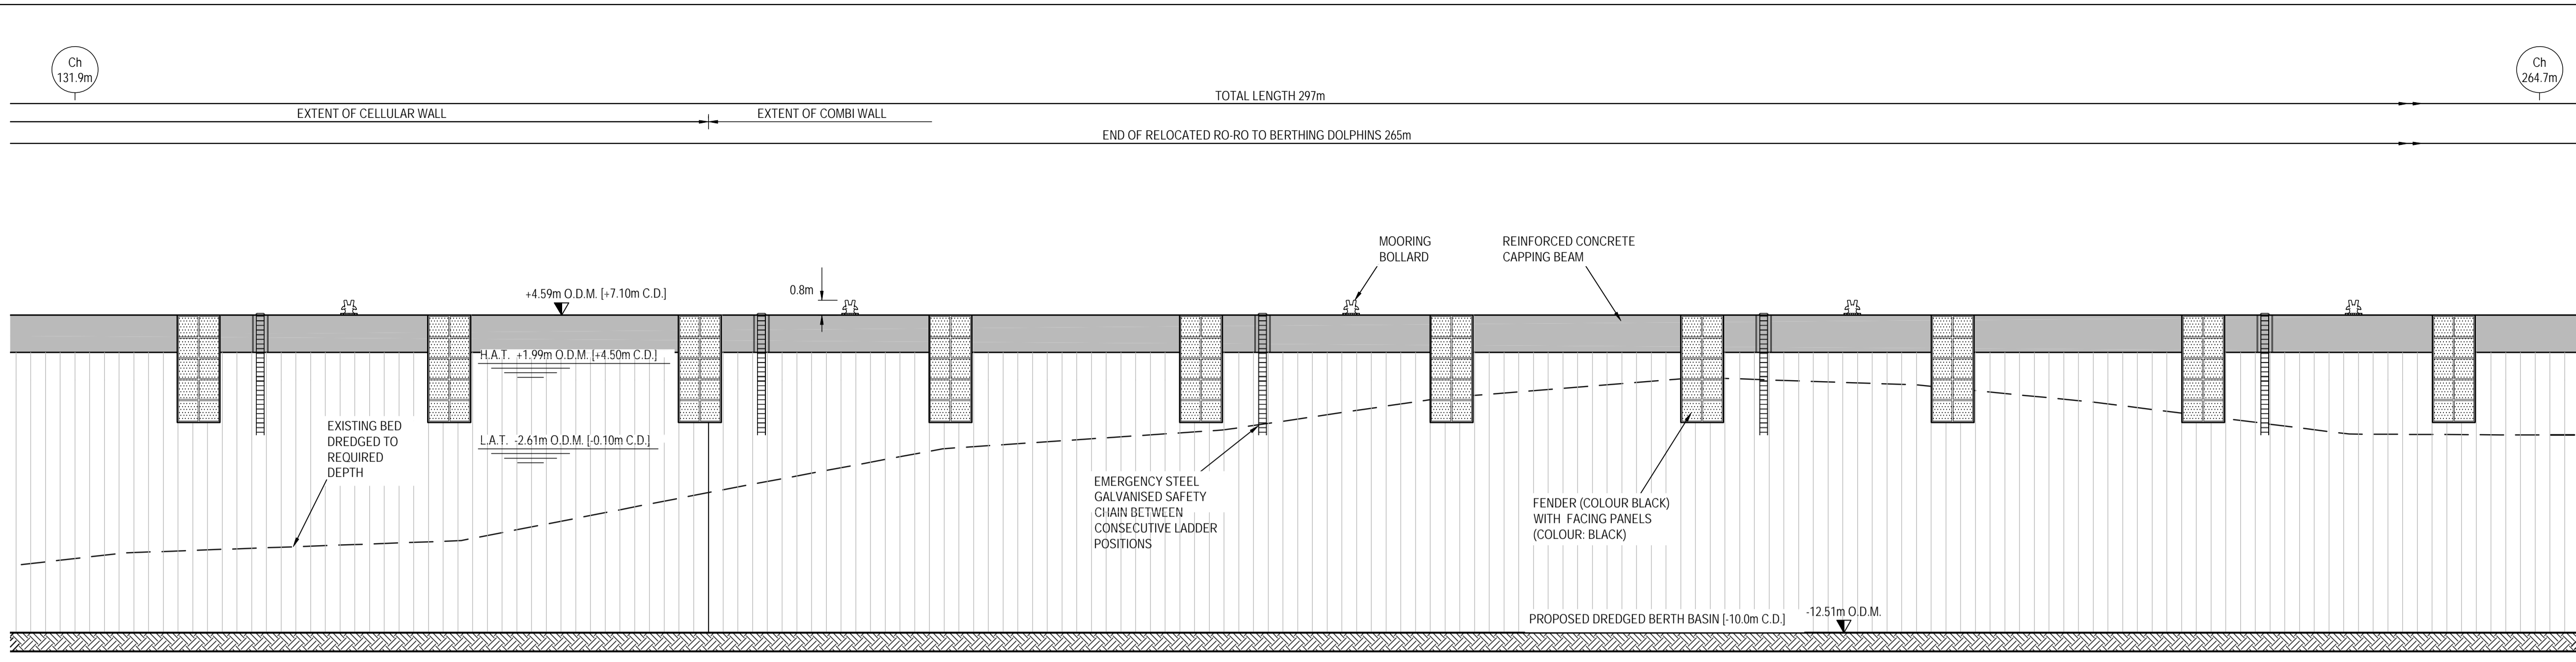 Ch
131.9m
Ch
264.7m
TOTAL LENGTH 297m
EXTENT OF CELLULAR WALL
EXTENT OF COMBI WALL
END OF RELOCATED RO-RO TO BERTHING DOLPHINS 265m
MOORING
BOLLARD
REINFORCED CONCRETE
CAPPING BEAM
+4.59m O.D.M. [+7.10m C.D.]
0.8m
H.A.T. +1.99m O.D.M. [+4.50m C.D.]
EXISTING BED
DREDGED TO
REQUIRED
DEPTH
L.A.T. -2.61m O.D.M. [-0.10m C.D.]
EMERGENCY STEEL
GALVANISED SAFETY
CHAIN BETWEEN
CONSECUTIVE LADDER
POSITIONS
FENDER (COLOUR BLACK)
WITH FACING PANELS
(COLOUR: BLACK)
PROPOSED DREDGED BERTH BASIN [-10.0m C.D.]
-12.51m O.D.M.